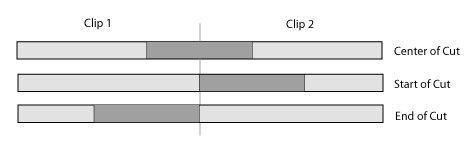 Clip 1
Clip 2
Center of Cut
Start of Cut
End of Cut